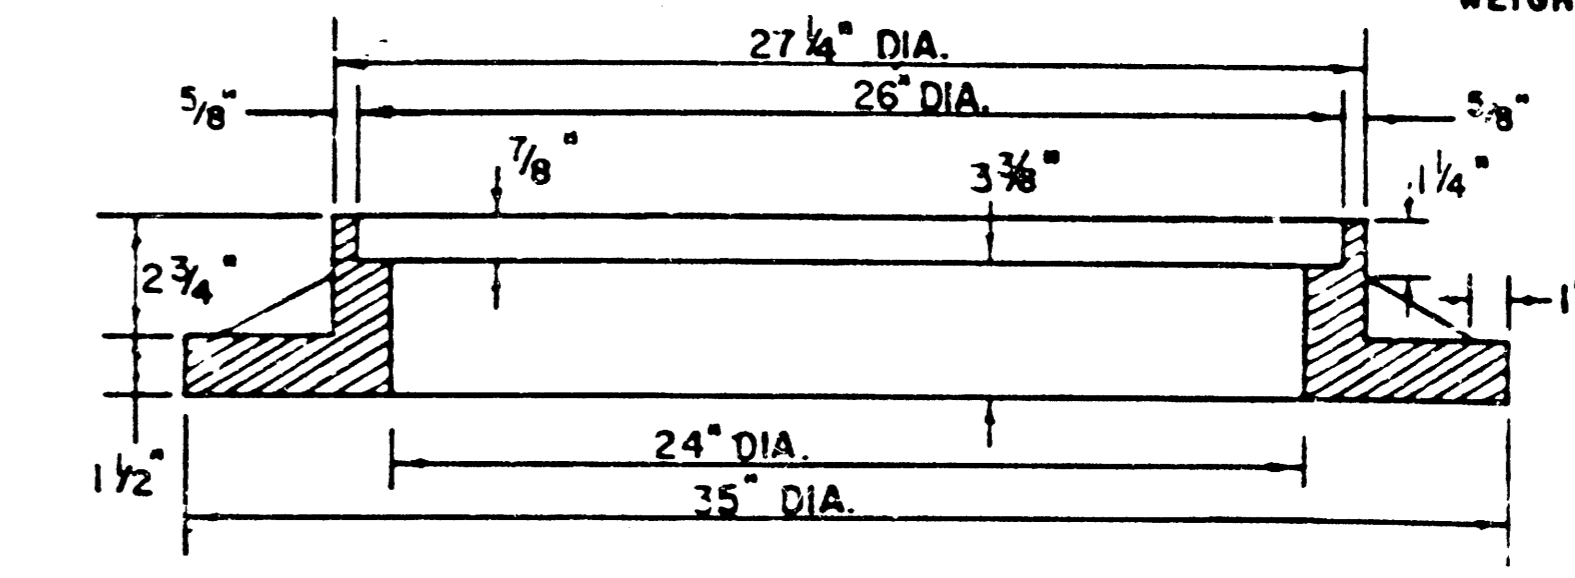 27 1/4" DIA.
5/8"
26" DIA.
5/8"
7/8"
3 3/8"
1 1/4"
2 3/4"
1"
24" DIA.
1 1/2"
35" DIA.